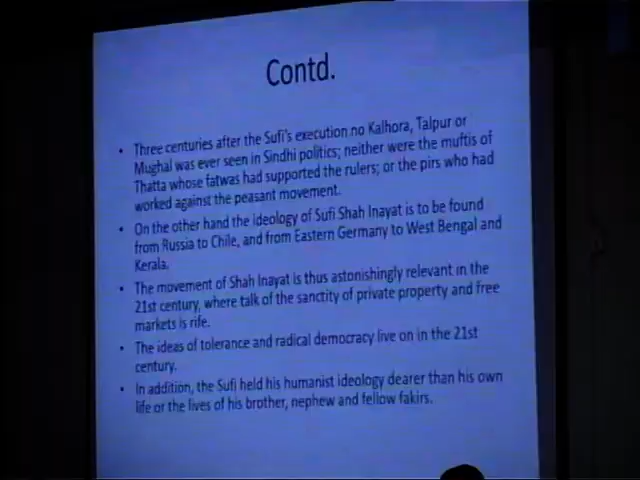 Contd.
• Three centuries after the Sufi's execution no Kalhora, Talpur or
Mughal was ever seen in Sindhi politics; neither were the muftis of
Thatta whose fatwas had supported the rulers; or the pirs who had
worked against the peasant movement.
• On the other hand the ideology of Sufi Shah Inayat is to be found
from Russia to Chile, and from Eastern Germany to West Bengal and
Kerala.
• The movement of Shah Inayat is thus astonishingly relevant in the
21st century, where talk of the sanctity of private property and free
markets is rife.
• The ideas of tolerance and radical democracy live on in the 21st
century.
• In addition, the Sufi held his humanist ideology dearer than his own
life or the lives of his brother, nephew and fellow fakirs.